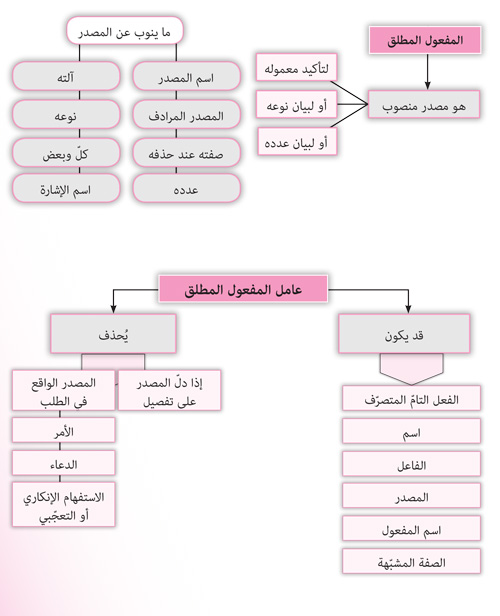 المفعول المطلق
هو مصدر منصوب
لتأكيد معموله
أو لبيان نوعه
أو لبيان عدده
ما ينوب عن المصدر
اسم المصدر
المصدر المرادف
صفته عند حذفه
عدده
آلته
نوعه
كلّ وبعض
اسم الإشارة
عامل المفعول المطلق
قد يكون
الفعل التامّ المتصرّف
اسم
الفاعل
المصدر
اسم المفعول
الصفة المشبّهة
يُحذف
إذا دلّ المصدر
على تفصيل
المصدر الواقع
في الطلب
الأمر
الدعاء
الاستفهام الإنكاري
أو التعجّبي